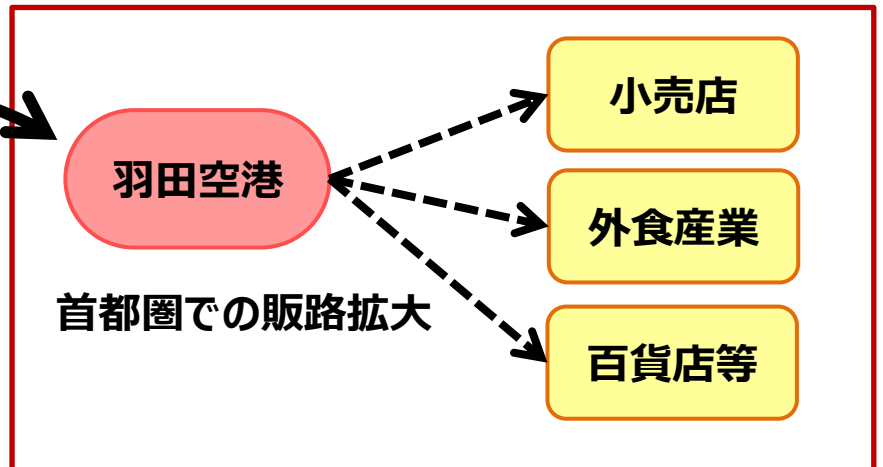 小売店
羽田空港
外食産業
首都圏での販路拡大
百貨店等